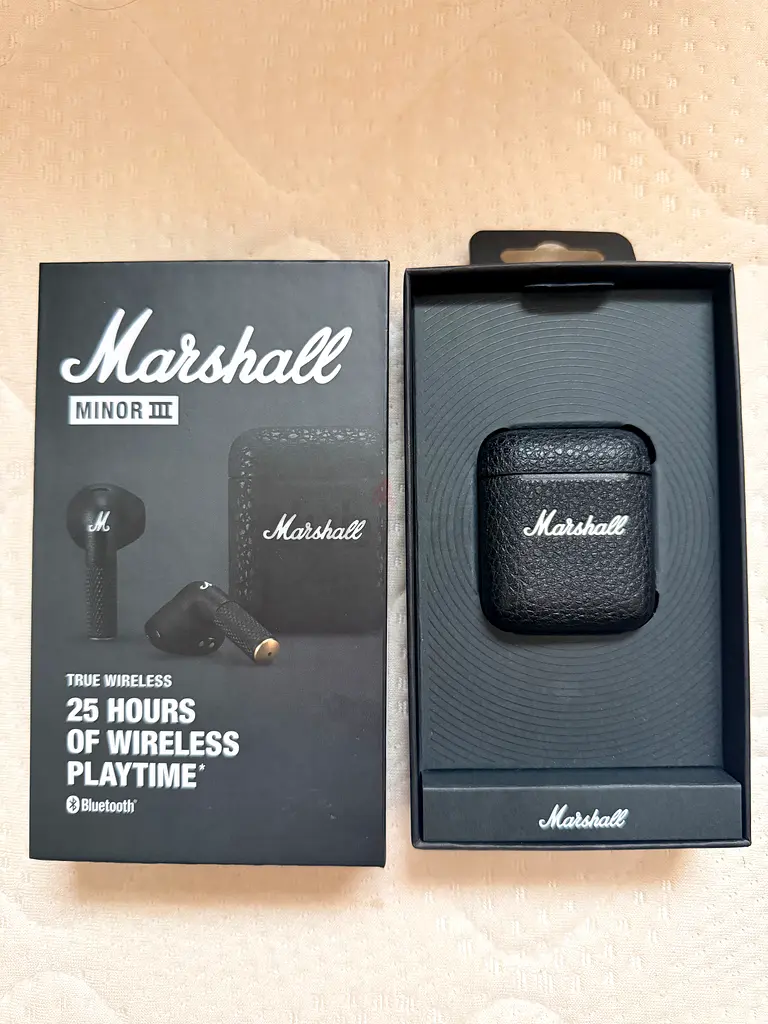 Marshall
MINOR III
M
Marshall
TRUE WIRELESS
25 HOURS
OF WIRELESS
PLAYTIME*
Bluetooth®
Marshall
Marshall